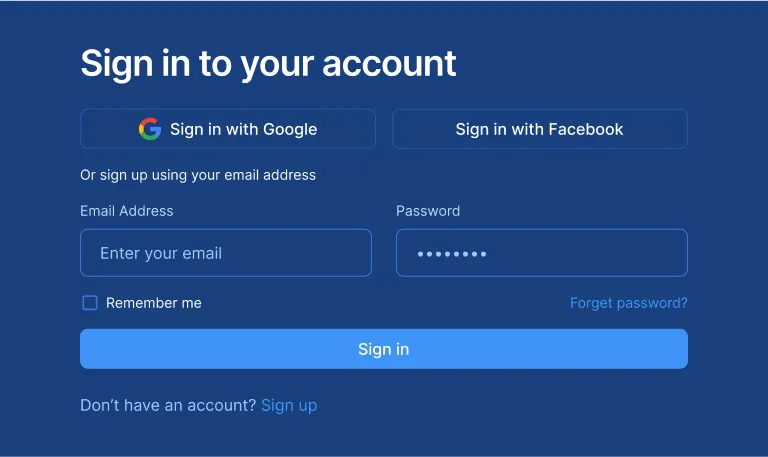 Sign in to your account
Sign in with Google
Sign in with Facebook
Or sign up using your email address
Email Address
Password
Enter your email
••••••••
Remember me
Forget password?
Sign in
Don’t have an account? Sign up